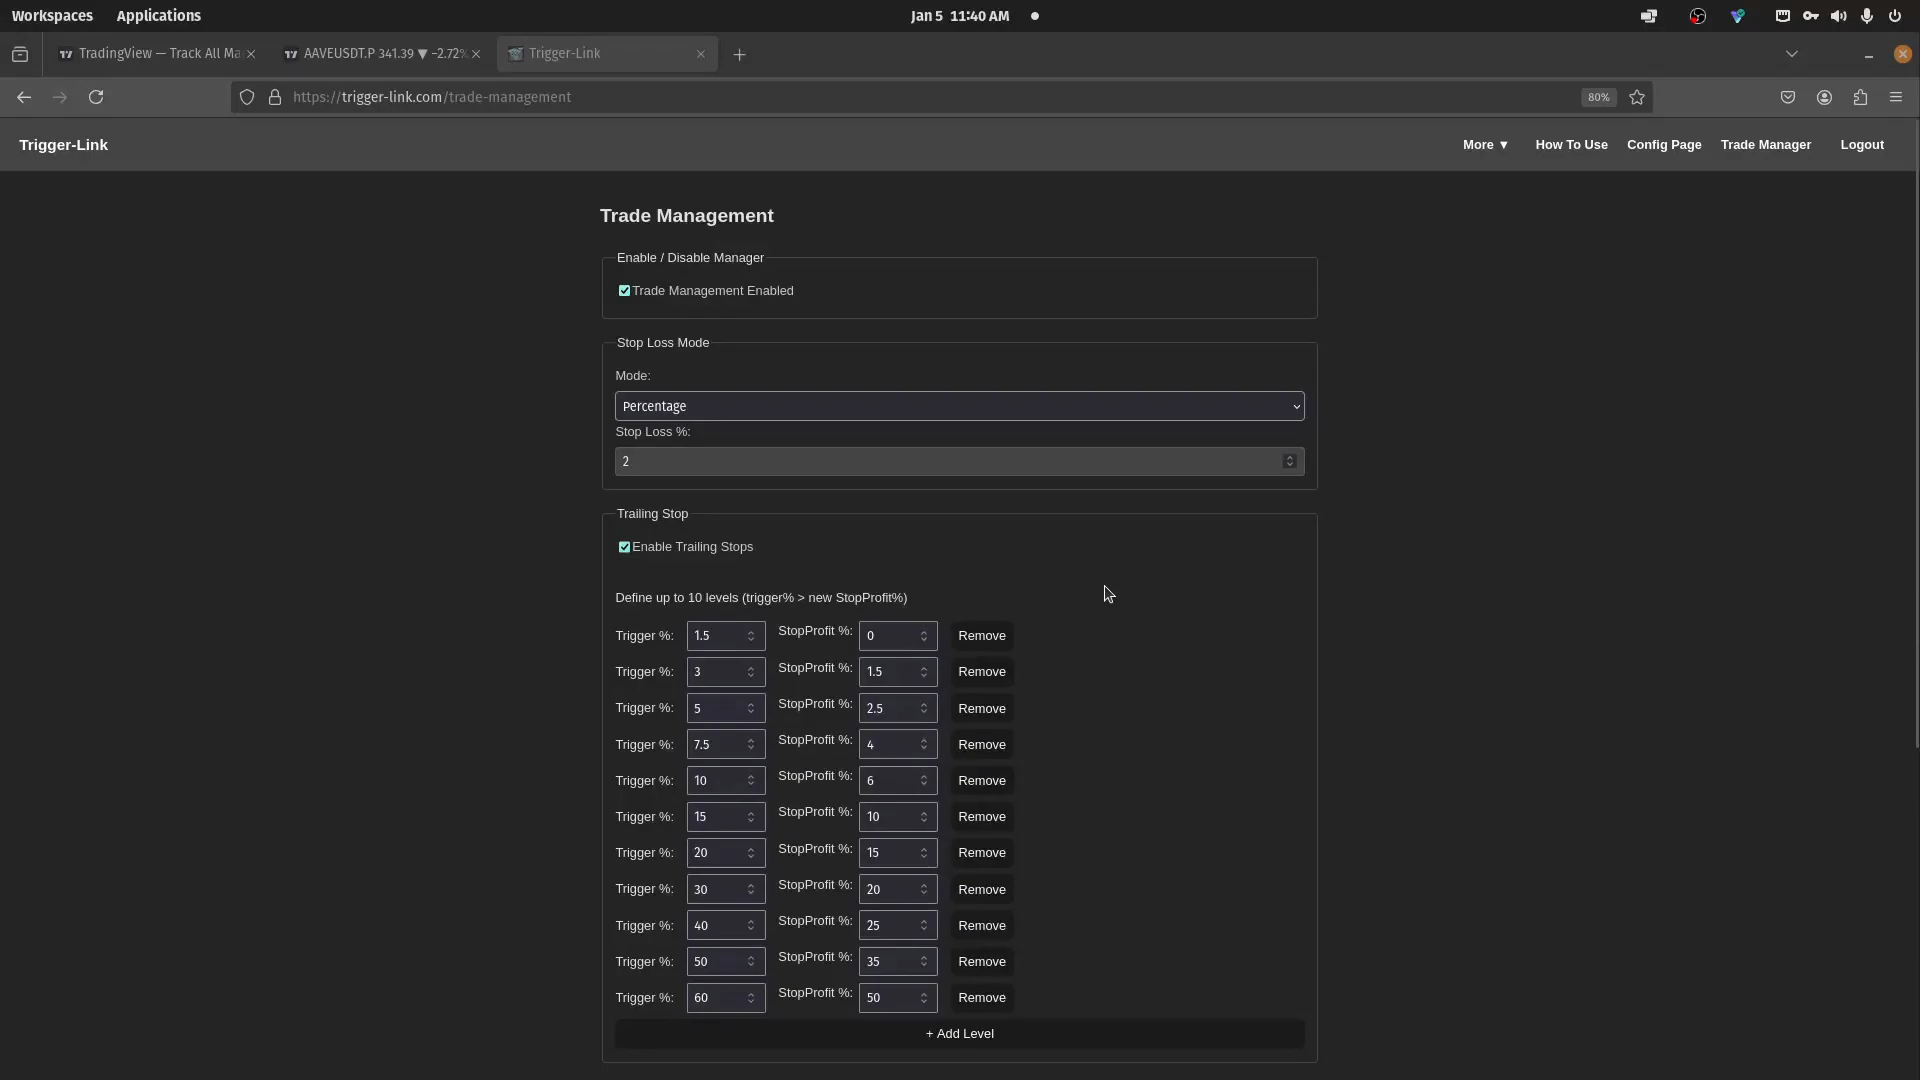 Workspaces Applications Jan 5 11:40 AM
TradingView — Track All Ma AAVEUSDT.P 341.39 ▼ −2.72% Trigger-Link
https://trigger-link.com/trade-management 80%
Trigger-Link More ▼ How To Use Config Page Trade Manager Logout
Trade Management
Enable / Disable Manager
Trade Management Enabled
Stop Loss Mode
Mode:
Percentage
Stop Loss %:
2
Trailing Stop
Enable Trailing Stops
Define up to 10 levels (trigger% > new StopProfit%)
Trigger %: 1.5 StopProfit %: 0 Remove
Trigger %: 3 StopProfit %: 1.5 Remove
Trigger %: 5 StopProfit %: 2.5 Remove
Trigger %: 7.5 StopProfit %: 4 Remove
Trigger %: 10 StopProfit %: 6 Remove
Trigger %: 15 StopProfit %: 10 Remove
Trigger %: 20 StopProfit %: 15 Remove
Trigger %: 30 StopProfit %: 20 Remove
Trigger %: 40 StopProfit %: 25 Remove
Trigger %: 50 StopProfit %: 35 Remove
Trigger %: 60 StopProfit %: 50 Remove
+ Add Level